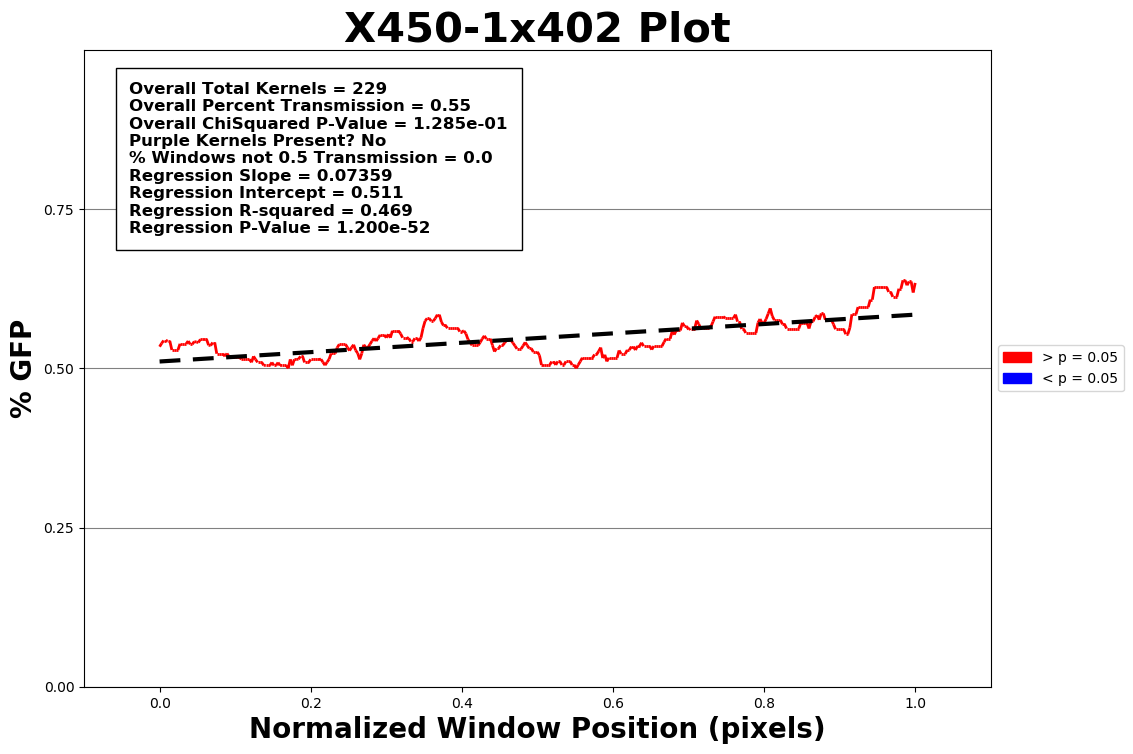 X450-1x402 Plot
Overall Total Kernels = 229
Overall Percent Transmission = 0.55
Overall ChiSquared P-Value = 1.285e-01
Purple Kernels Present? No
% Windows not 0.5 Transmission = 0.0
Regression Slope = 0.07359
Regression Intercept = 0.511
Regression R-squared = 0.469
Regression P-Value = 1.200e-52
% GFP
0.75
0.50
0.25
0.00
0.0 0.2 0.4 0.6 0.8 1.0
Normalized Window Position (pixels)
> p = 0.05
< p = 0.05